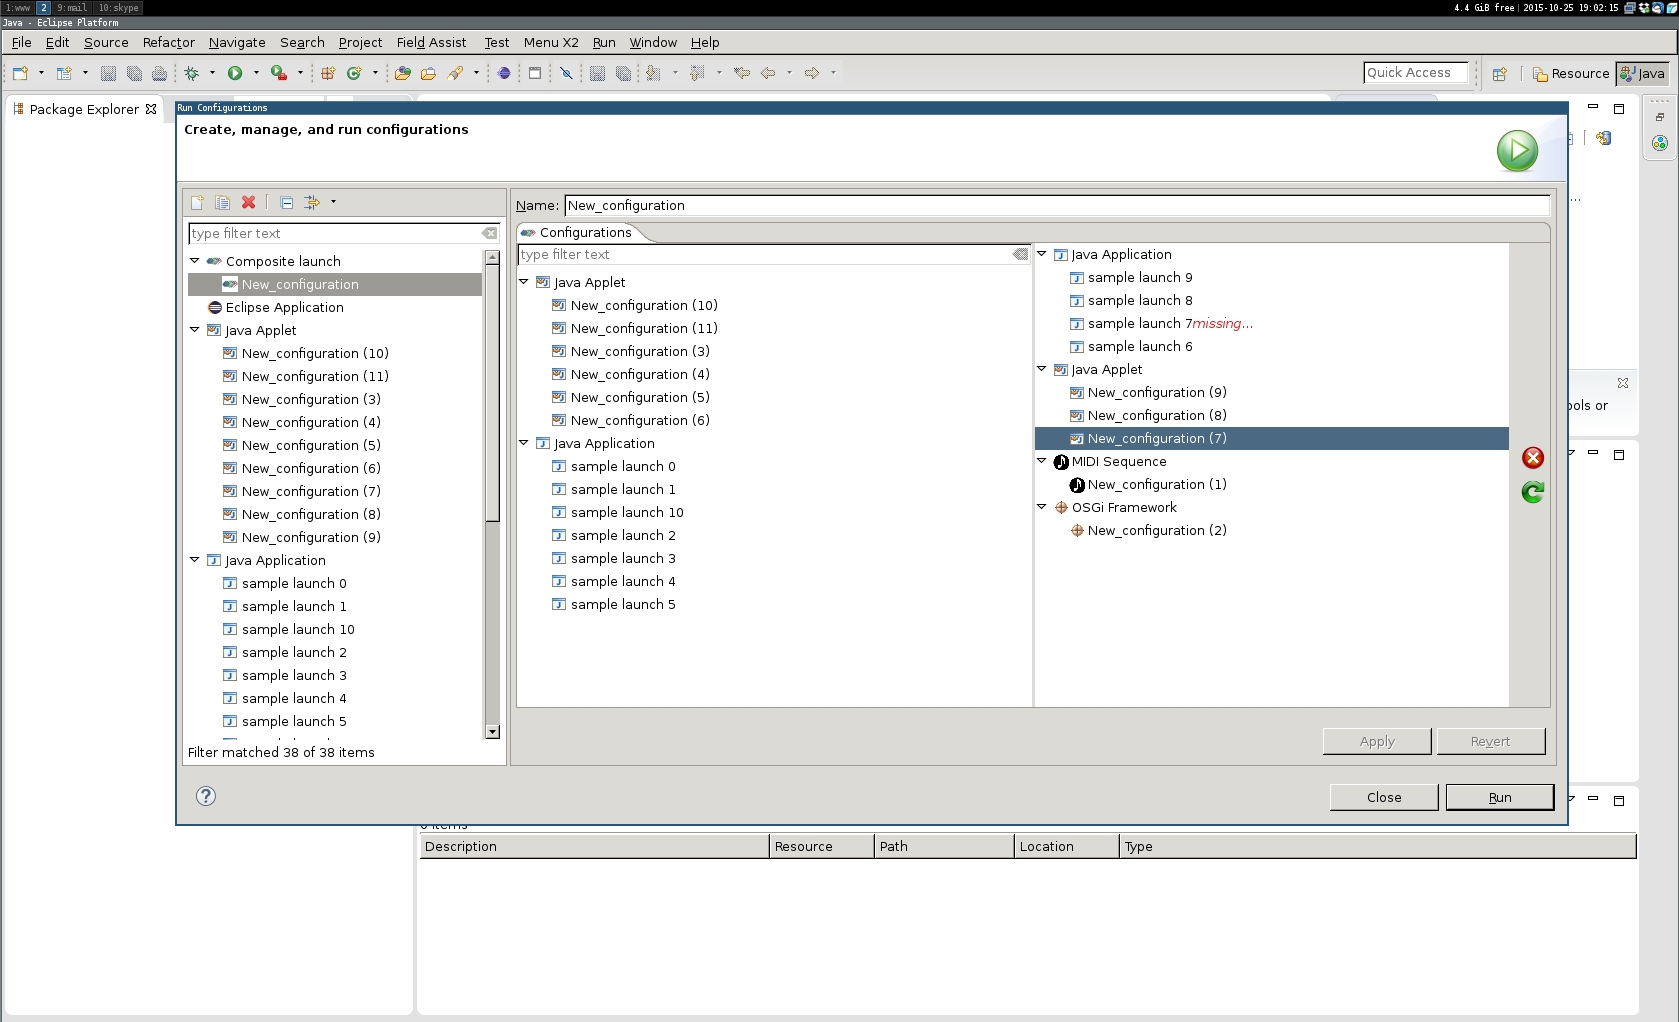 1:www 2 9:mail 10:skype
4.4 GiB free 2015-10-25 19:02:15
Java - Eclipse Platform
File Edit Source Refactor Navigate Search Project Field Assist Test Menu X2 Run Window Help
Quick Access Resource Java
Package Explorer
Run Configurations
Create, manage, and run configurations
Name: New_configuration
type filter text
Composite launch
New_configuration
Eclipse Application
Java Applet
New_configuration (10)
New_configuration (11)
New_configuration (3)
New_configuration (4)
New_configuration (5)
New_configuration (6)
New_configuration (7)
New_configuration (8)
New_configuration (9)
Java Application
sample launch 0
sample launch 1
sample launch 10
sample launch 2
sample launch 3
sample launch 4
sample launch 5
Filter matched 38 of 38 items
Configurations
type filter text
Java Applet
New_configuration (10)
New_configuration (11)
New_configuration (3)
New_configuration (4)
New_configuration (5)
New_configuration (6)
Java Application
sample launch 0
sample launch 1
sample launch 10
sample launch 2
sample launch 3
sample launch 4
sample launch 5
Java Application
sample launch 9
sample launch 8
sample launch 7missing...
sample launch 6
Java Applet
New_configuration (9)
New_configuration (8)
New_configuration (7)
MIDI Sequence
New_configuration (1)
OSGi Framework
New_configuration (2)
Apply Revert
Close Run
...
or
Description Resource Path Location Type